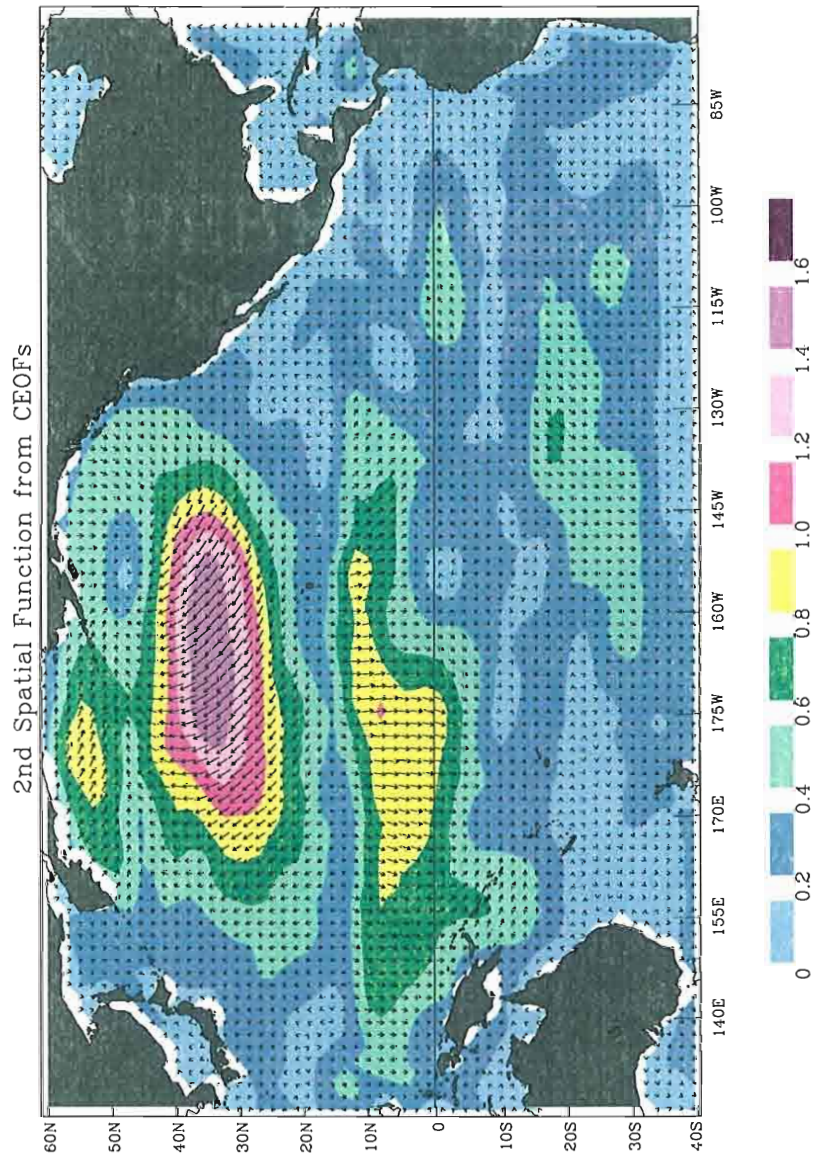 2nd Spatial Function from CEOFs
60N
50N
40N
30N
20N
10N
0
10S
20S
30S
40S
140E
155E
170E
175W
160W
145W
130W
115W
100W
85W
0
0.2
0.4
0.6
0.8
1.0
1.2
1.4
1.6